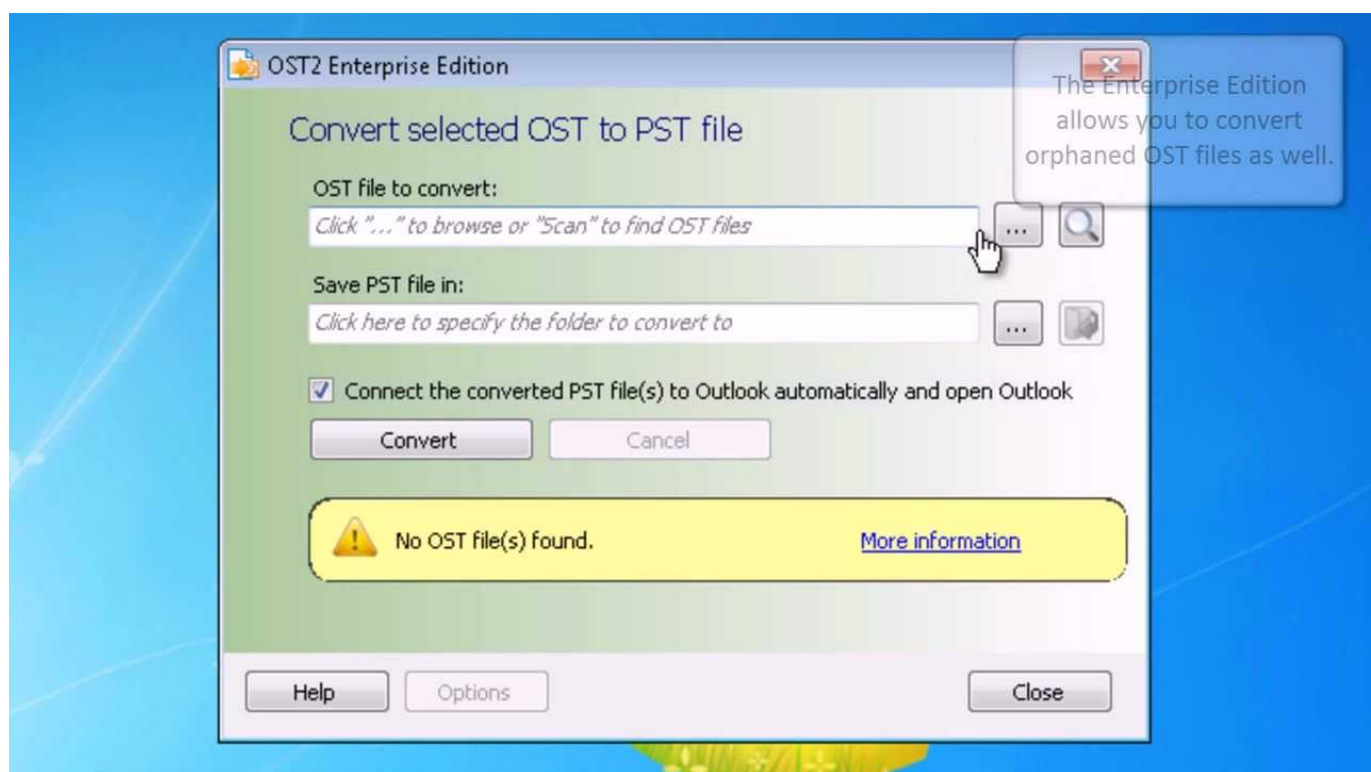 OST2 Enterprise Edition
The Enterprise Edition
allows you to convert
orphaned OST files as well.
Convert selected OST to PST file
OST file to convert:
Click "..." to browse or "Scan" to find OST files
...
Save PST file in:
Click here to specify the folder to convert to
...
Connect the converted PST file(s) to Outlook automatically and open Outlook
Convert
Cancel
No OST file(s) found.
More information
Help
Options
Close